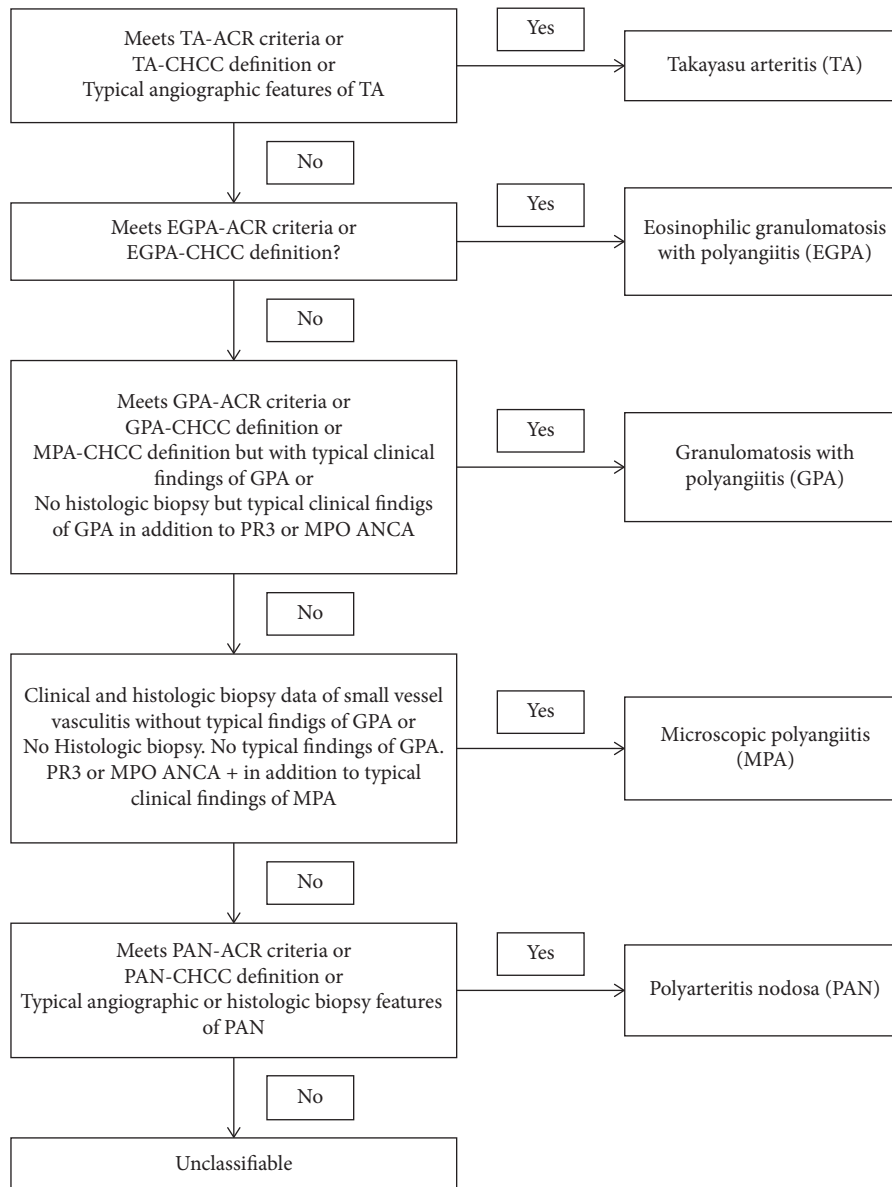 Meets TA-ACR criteria or
TA-CHCC definition or
Typical angiographic features of TA
Yes
Takayasu arteritis (TA)
No
Meets EGPA-ACR criteria or
EGPA-CHCC definition?
Yes
Eosinophilic granulomatosis
with polyangiitis (EGPA)
No
Meets GPA-ACR criteria or
GPA-CHCC definition or
MPA-CHCC definition but with typical clinical
findings of GPA or
No histologic biopsy but typical clinical findigs
of GPA in addition to PR3 or MPO ANCA
Yes
Granulomatosis with
polyangiitis (GPA)
No
Clinical and histologic biopsy data of small vessel
vasculitis without typical findigs of GPA or
No Histologic biopsy. No typical findings of GPA.
PR3 or MPO ANCA + in addition to typical
clinical findings of MPA
Yes
Microscopic polyangiitis
(MPA)
No
Meets PAN-ACR criteria or
PAN-CHCC definition or
Typical angiographic or histologic biopsy features
of PAN
Yes
Polyarteritis nodosa (PAN)
No
Unclassifiable